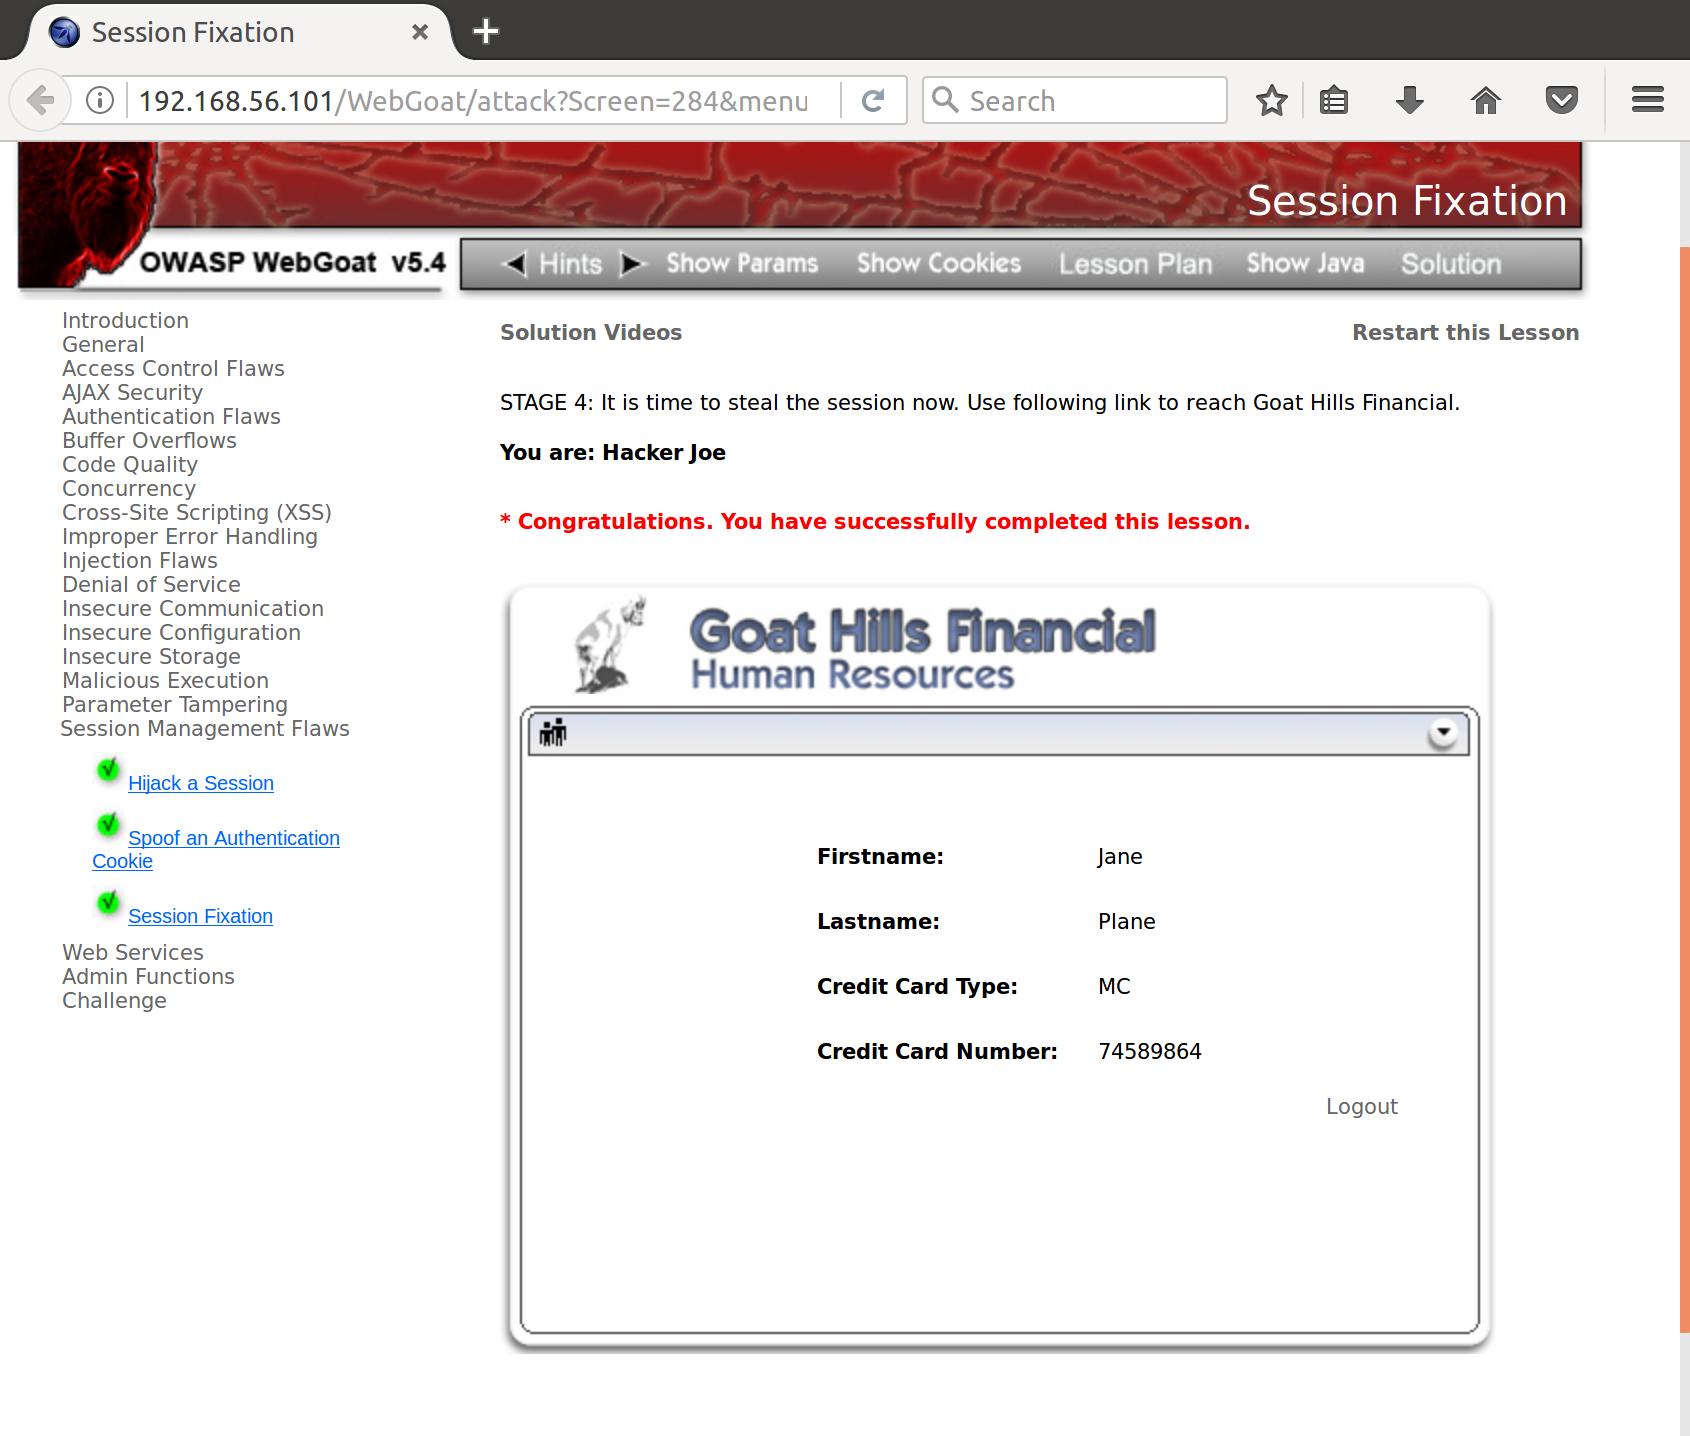 Session Fixation
192.168.56.101/WebGoat/attack?Screen=284&menu
Search
Session Fixation
OWASP WebGoat v5.4
Hints Show Params Show Cookies Lesson Plan Show Java Solution
Introduction
General
Access Control Flaws
AJAX Security
Authentication Flaws
Buffer Overflows
Code Quality
Concurrency
Cross-Site Scripting (XSS)
Improper Error Handling
Injection Flaws
Denial of Service
Insecure Communication
Insecure Configuration
Insecure Storage
Malicious Execution
Parameter Tampering
Session Management Flaws
Hijack a Session
Spoof an Authentication
Cookie
Session Fixation
Web Services
Admin Functions
Challenge
Solution Videos
Restart this Lesson
STAGE 4: It is time to steal the session now. Use following link to reach Goat Hills Financial.
You are: Hacker Joe
* Congratulations. You have successfully completed this lesson.
Goat Hills Financial
Human Resources
Firstname: Jane
Lastname: Plane
Credit Card Type: MC
Credit Card Number: 74589864
Logout